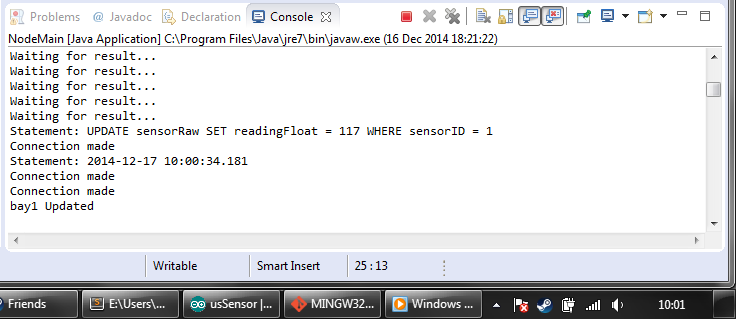 Problems @ Javadoc Declaration Console
NodeMain [Java Application] C:\Program Files\Java\jre7\bin\javaw.exe (16 Dec 2014 18:21:22)
Waiting for result...
Waiting for result...
Waiting for result...
Waiting for result...
Waiting for result...
Statement: UPDATE sensorRaw SET readingFloat = 117 WHERE sensorID = 1
Connection made
Statement: 2014-12-17 10:00:34.181
Connection made
Connection made
bay1 Updated
Writable Smart Insert 25 : 13
Friends E:\Users\... usSensor |... MINGW32... Windows ... 10:01